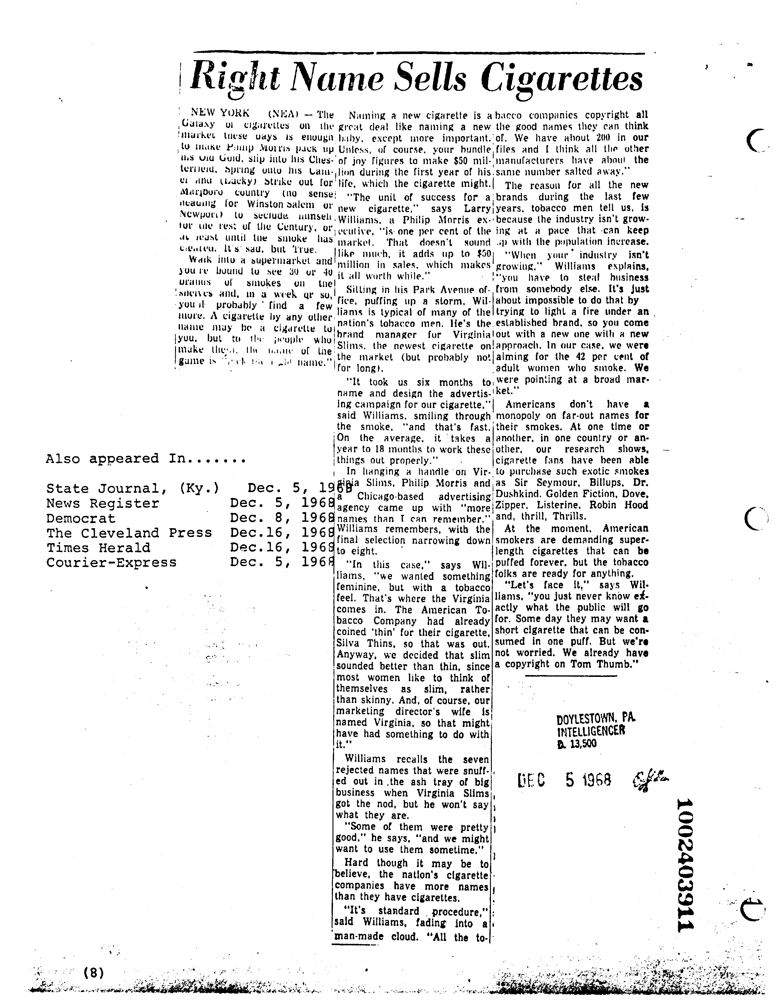 Right Name Sells Cigarettes
NEW YORK (NEA) — The
Galaxy of cigarettes on the
market these days is enough
to make Philip Morris pack up
his Old Gold, slip into his Ches-
terfield, Spring onto his Cam-
el and (Lucky) Strike out for
Marlboro country (no sense
heading for Winston Salem or
Newport) to seclude himself
for the rest of the Century, or
at least until the smoke has
cleared. It's sad, but True.
Walk into a supermarket and
you're bound to see 30 or 40
brands of smokes on the
shelves and, in a week or so,
you'll probably find a few
more. A cigarette by any other
name may be a cigarette to
you, but to the people who
make them, the name of the
game is "
name."
Naming a new cigarette is a
great deal like naming a new
baby, except more important.
Unless, of course, your bundle
of joy figures to make $50 mil-
lion during the first year of his
life, which the cigarette might.
"The unit of success for a
new cigarette," says Larry
Williams, a Philip Morris ex-
ecutive, "is one per cent of the
market. That doesn't sound
like much, it adds up to $50
million in sales, which makes
it all worth while."
Sitting in his Park Avenue of-
fice, puffing up a storm, Wil-
liams is typical of many of the
nation's tobacco men. He's the
brand manager for Virginia
Slims, the newest cigarette on
the market (but probably not
for long).
"It took us six months to
name and design the advertis-
ing campaign for our cigarette,"
said Williams, smiling through
the smoke, "and that's fast.
On the average, it takes a
year to 18 months to work these
things out properly."
In hanging a handle on Vir-
ginia Slims, Philip Morris and
a Chicago-based advertising
agency came up with "more
names than I can remember,"
Williams remembers, with the
final selection narrowing down
to eight.
"In this case," says Wil-
liams, "we wanted something
feminine, but with a tobacco
feel. That's where the Virginia
comes in. The American To-
bacco Company had already
coined 'thin' for their cigarette,
Silva Thins, so that was out.
Anyway, we decided that slim
sounded better than thin, since
most women like to think of
themselves as slim, rather
than skinny. And, of course, our
marketing director's wife is
named Virginia, so that might
have had something to do with
it."
Williams recalls the seven
rejected names that were snuff-
ed out in the ash tray of big
business when Virginia Slims
got the nod, but he won't say
what they are.
"Some of them were pretty
good," he says, "and we might
want to use them sometime."
Hard though it may be to
believe, the nation's cigarette
companies have more names
than they have cigarettes.
"It's standard procedure,"
said Williams, fading into a
man-made cloud. "All the to-
bacco companies copyright all
the good names they can think
of. We have about 200 in our
files and I think all the other
manufacturers have about the
same number salted away."
The reason for all the new
brands during the last few
years, tobacco men tell us, is
because the industry isn't grow-
ing at a pace that can keep
up with the population increase.
"When your industry isn't
growing," Williams explains,
"you have to steal business
from somebody else. It's just
about impossible to do that by
trying to light a fire under an
established brand, so you come
out with a new one with a new
approach. In our case, we were
aiming for the 42 per cent of
adult women who smoke. We
were pointing at a broad mar-
ket."
Americans don't have a
monopoly on far-out names for
their smokes. At one time or
another, in one country or an-
other, our research shows,
cigarette fans have been able
to purchase such exotic smokes
as Sir Seymour, Billups, Dr.
Dushkind, Golden Fiction, Dove,
Zipper, Listerine, Robin Hood
and, thrill, Thrills.
At the moment, American
smokers are demanding super-
length cigarettes that can be
puffed forever, but the tobacco
folks are ready for anything.
"Let's face it," says Wil-
liams, "you just never know ex-
actly what the public will go
for. Some day they may want a
short cigarette that can be con-
sumed in one puff. But we're
not worried. We already have
a copyright on Tom Thumb."
Also appeared In.......
State Journal, (Ky.) Dec. 5, 1968
News Register Dec. 5, 1968
Democrat Dec. 8, 1968
The Cleveland Press Dec.16, 1968
Times Herald Dec.16, 1968
Courier-Express Dec. 5, 1968
DOYLESTOWN, PA.
INTELLIGENCER
D. 13,500
DEC 5 1968
1002403911
(8)